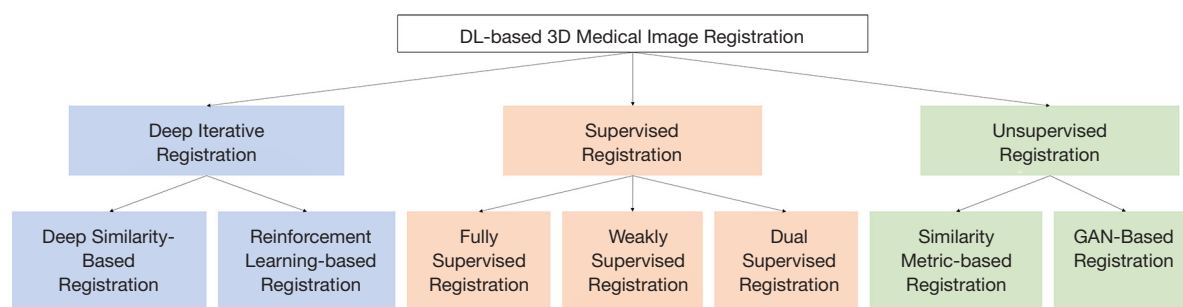 DL-based 3D Medical Image Registration
Deep Iterative
Registration
Supervised
Registration
Unsupervised
Registration
Deep Similarity-
Based
Registration
Reinforcement
Learning-based
Registration
Fully
Supervised
Registration
Weakly
Supervised
Registration
Dual
Supervised
Registration
Similarity
Metric-based
Registration
GAN-Based
Registration